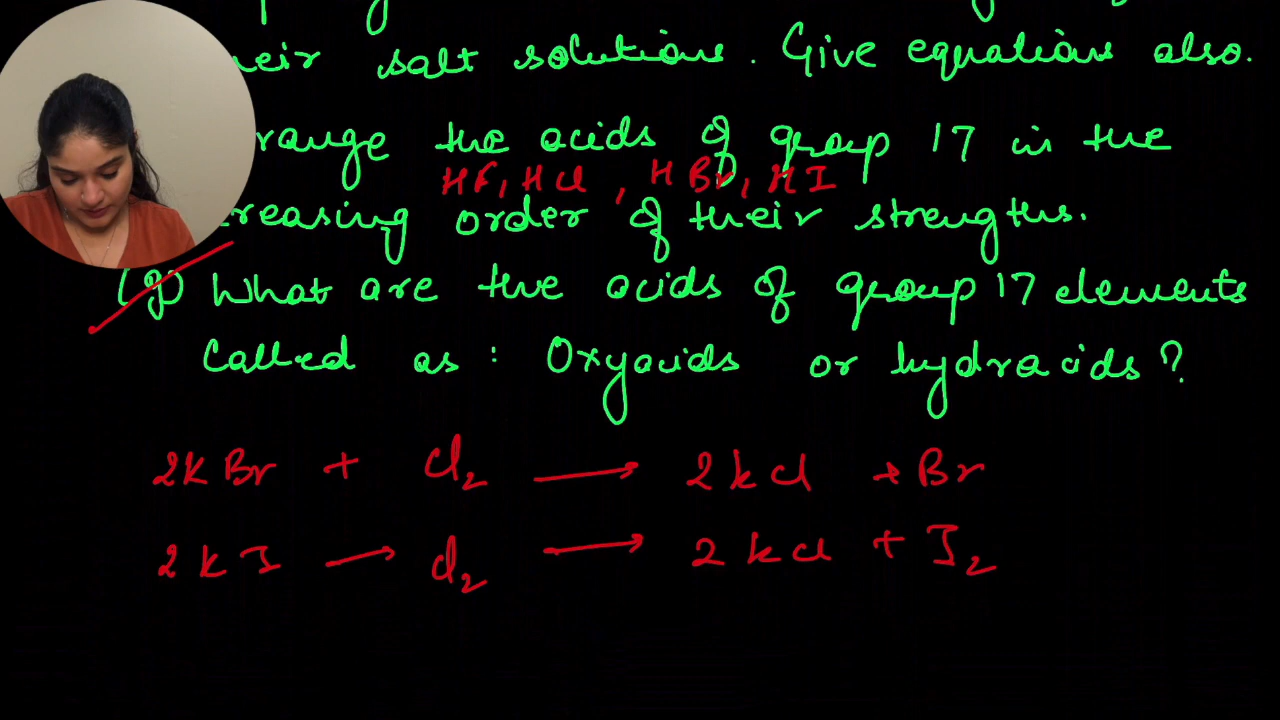 their salt solutions. Give equations also.
range the acids of group 17 in the
HF, HCl, HBr, HI
creasing order of their strengths.
(g) What are the acids of group 17 elements
called as : Oxyacids or hydracids?
2KBr + Cl₂ → 2KCl + Br
2KI → Cl₂ → 2KCl + I₂